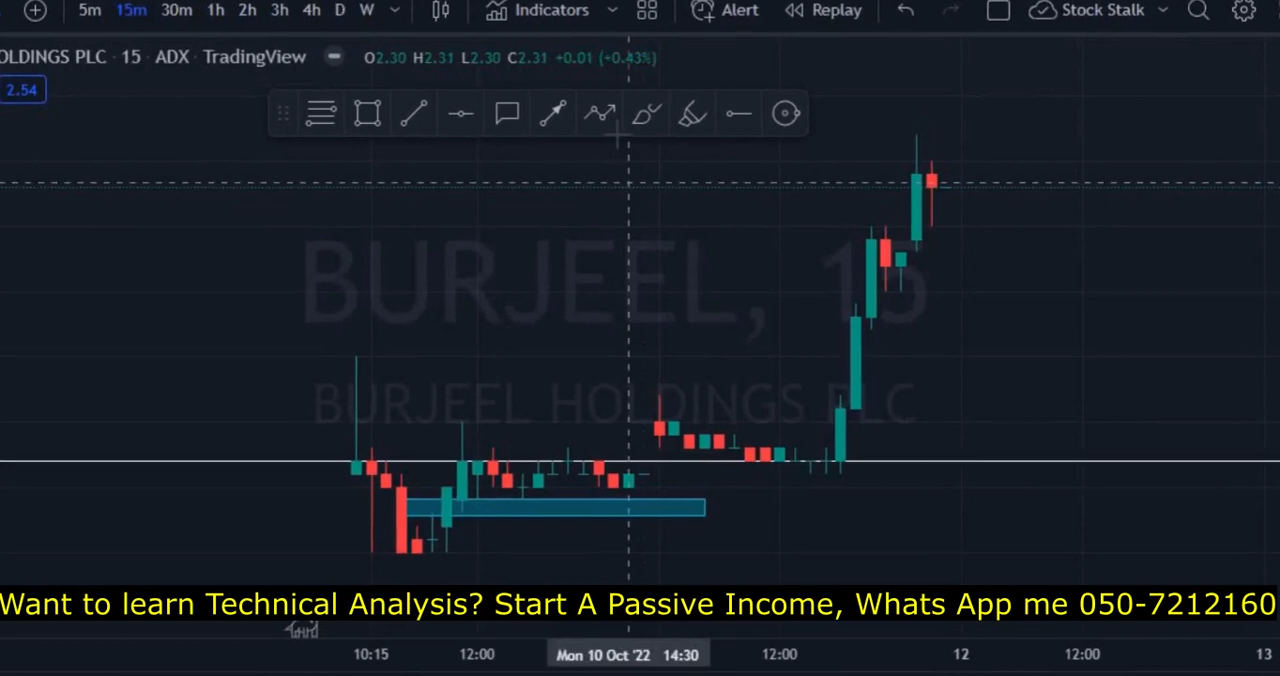 5m 15m 30m 1h 2h 3h 4h D W Indicators Alert Replay Stock Stalk
OLDINGS PLC · 15 · ADX · TradingView O2.30 H2.31 L2.30 C2.31 +0.01 (+0.43%)
2.54
BURJEEL, 15
BURJEEL HOLDINGS PLC
Want to learn Technical Analysis? Start A Passive Income, Whats App me 050-7212160
10:15 12:00 Mon 10 Oct '22 14:30 12:00 12 12:00 13